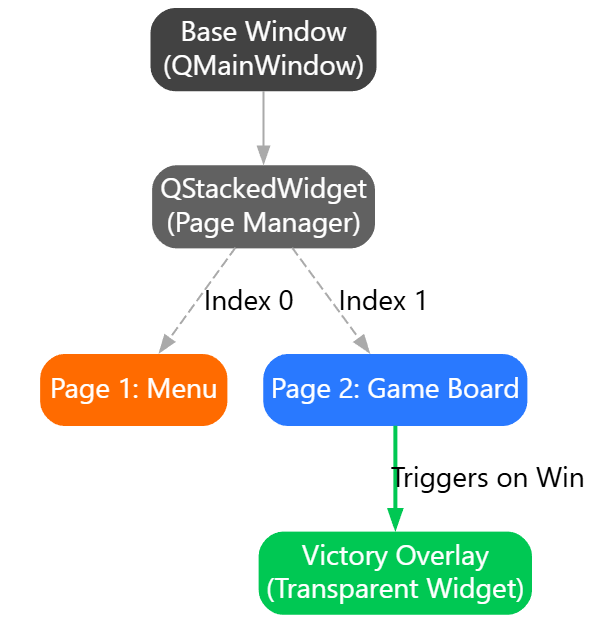 Base Window
(QMainWindow)
QStackedWidget
(Page Manager)
Index 0
Index 1
Page 1: Menu
Page 2: Game Board
Triggers on Win
Victory Overlay
(Transparent Widget)